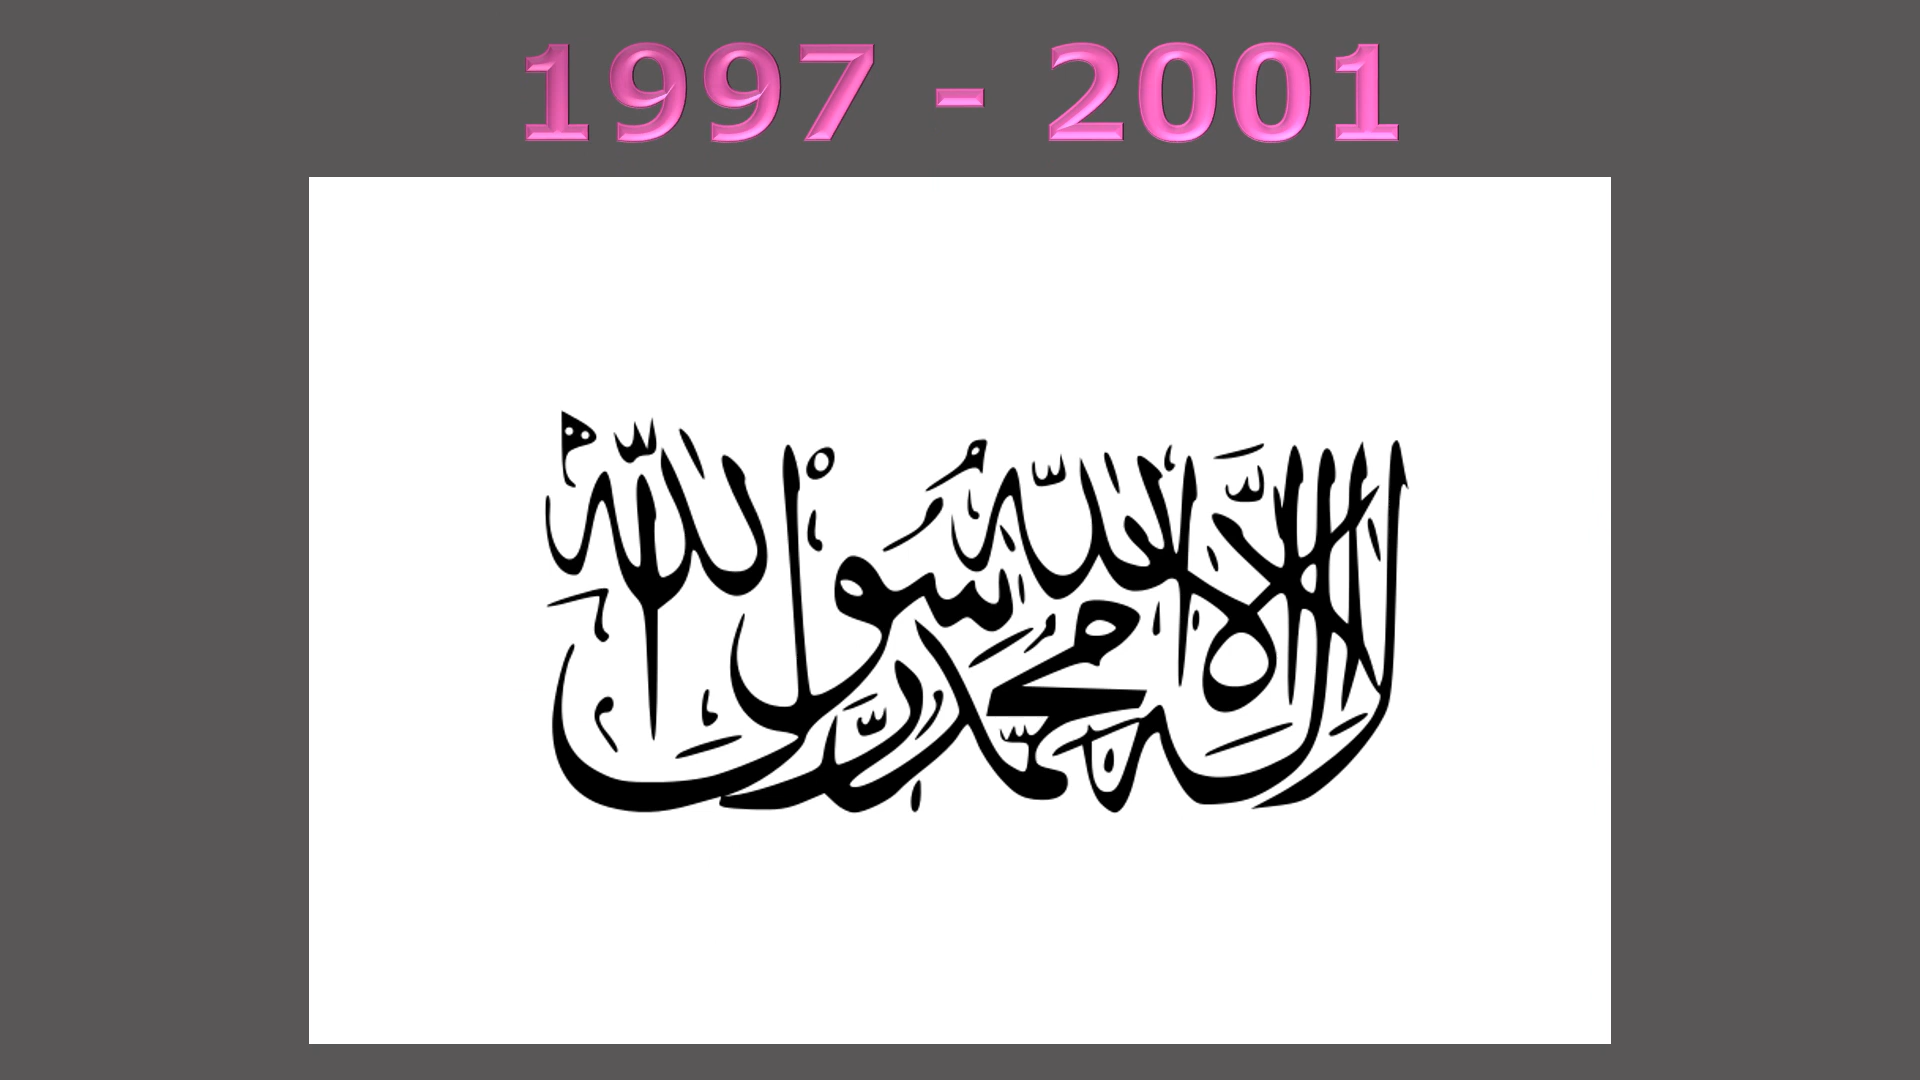 1997 - 2001
لا إله إلا الله محمد رسول الله